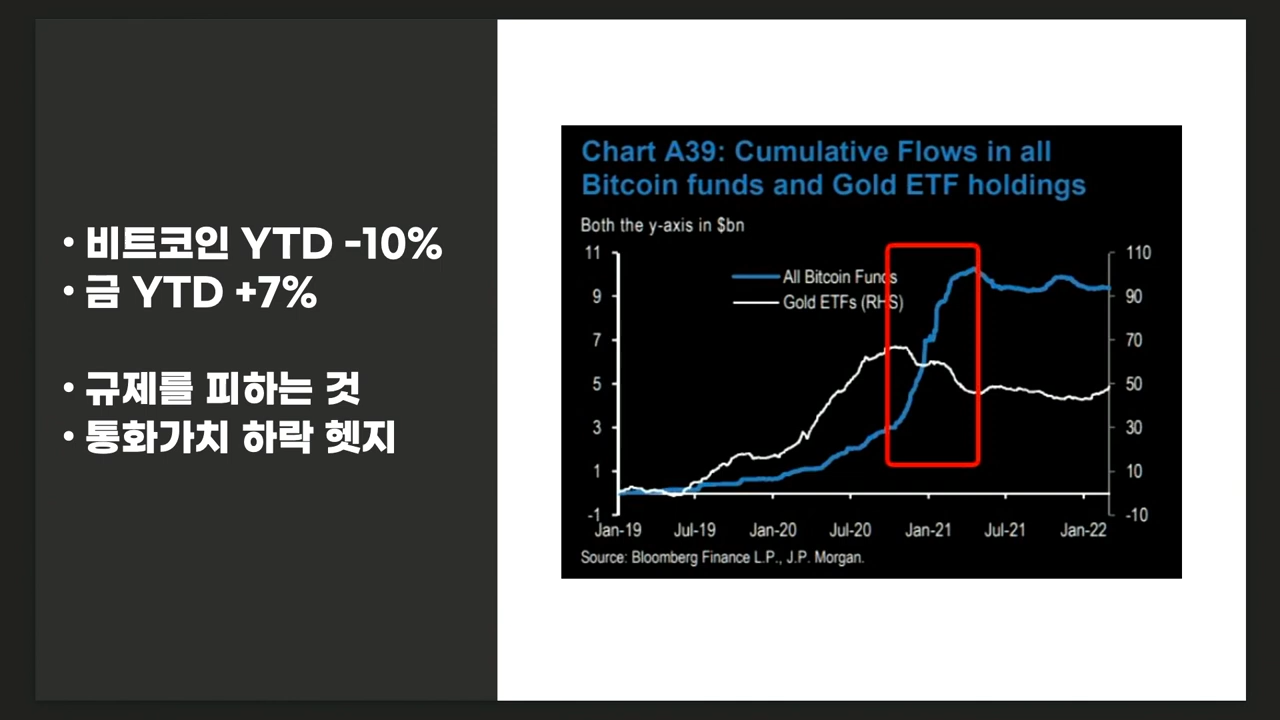 • 비트코인 YTD -10%
• 금 YTD +7%
• 규제를 피하는 것
• 통화가치 하락 헷지
Chart A39: Cumulative Flows in all
Bitcoin funds and Gold ETF holdings
Both the y-axis in $bn
11
9
7
5
3
1
-1
All Bitcoin Funds
Gold ETFs (RHS)
110
90
70
50
30
10
-10
Jan-19 Jul-19 Jan-20 Jul-20 Jan-21 Jul-21 Jan-22
Source: Bloomberg Finance L.P., J.P. Morgan.